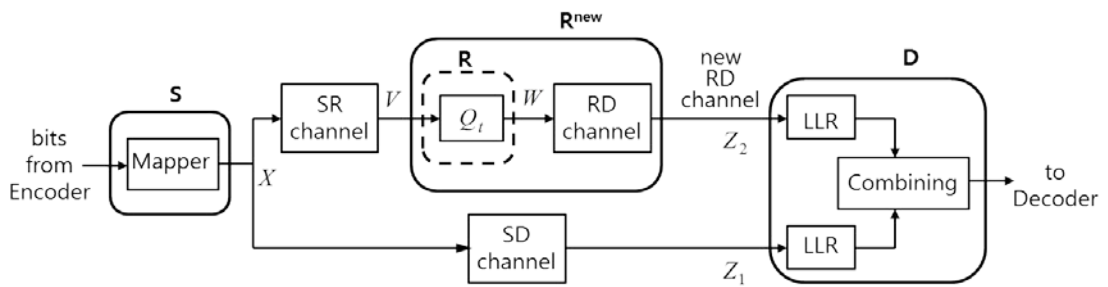 R^new
S
R
D
bits
from
Encoder
Mapper
X
SR
channel
V
Q_t
W
RD
channel
new
RD
channel
Z_2
LLR
Combining
to
Decoder
SD
channel
Z_1
LLR